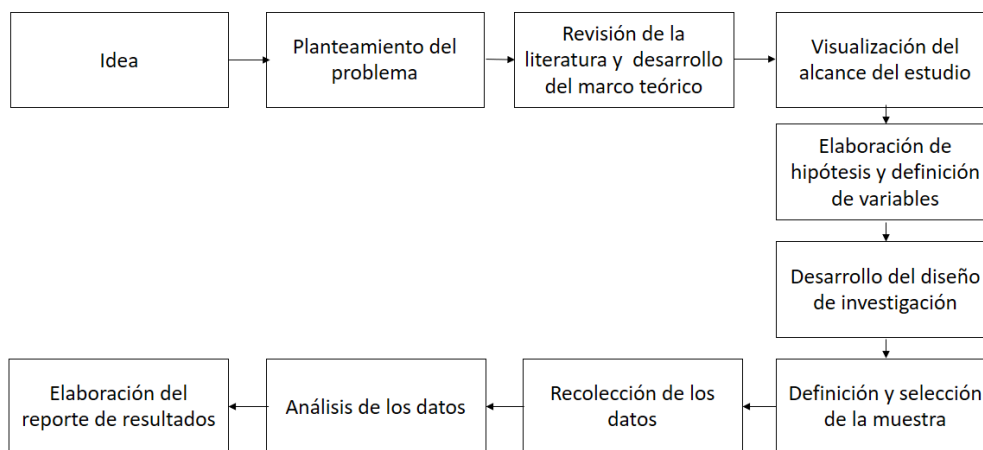 Idea
Planteamiento del
problema
Revisión de la
literatura y desarrollo
del marco teórico
Visualización del
alcance del estudio
Elaboración de
hipótesis y definición
de variables
Desarrollo del diseño
de investigación
Definición y selección
de la muestra
Recolección de los
datos
Análisis de los datos
Elaboración del
reporte de resultados